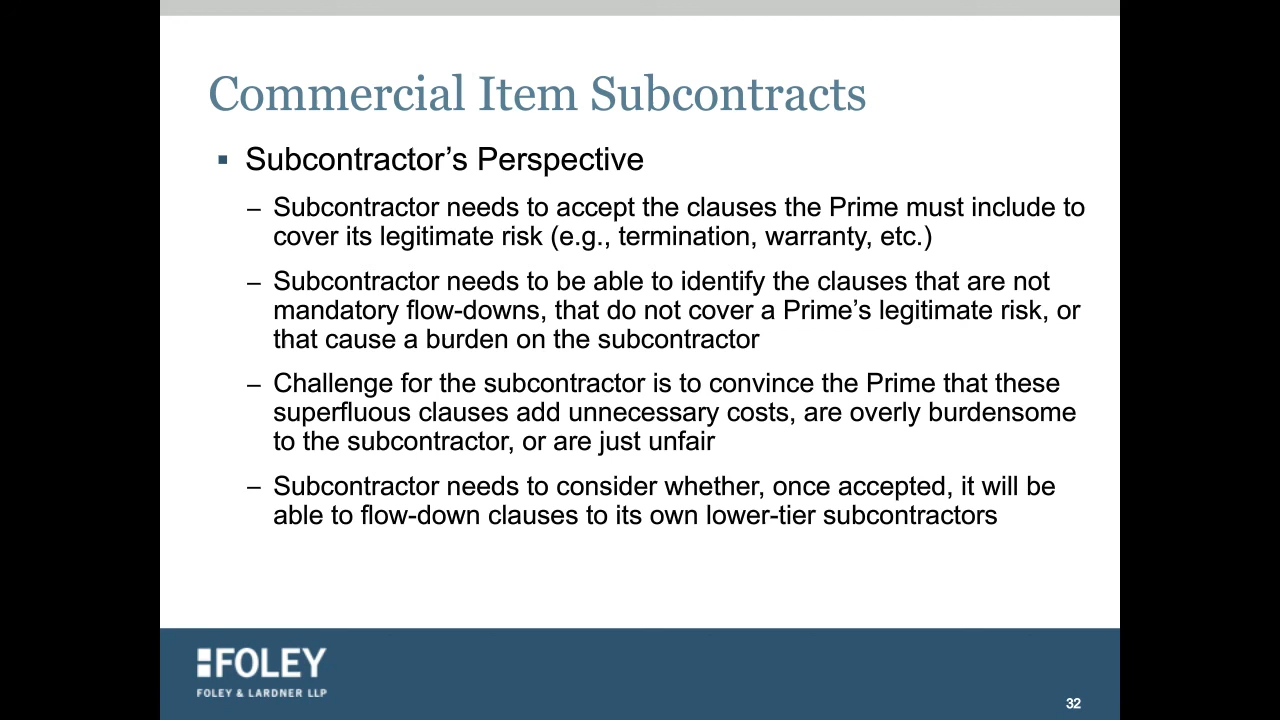 Commercial Item Subcontracts
▪ Subcontractor’s Perspective
– Subcontractor needs to accept the clauses the Prime must include to
cover its legitimate risk (e.g., termination, warranty, etc.)
– Subcontractor needs to be able to identify the clauses that are not
mandatory flow-downs, that do not cover a Prime’s legitimate risk, or
that cause a burden on the subcontractor
– Challenge for the subcontractor is to convince the Prime that these
superfluous clauses add unnecessary costs, are overly burdensome
to the subcontractor, or are just unfair
– Subcontractor needs to consider whether, once accepted, it will be
able to flow-down clauses to its own lower-tier subcontractors
FOLEY
FOLEY & LARDNER LLP
32